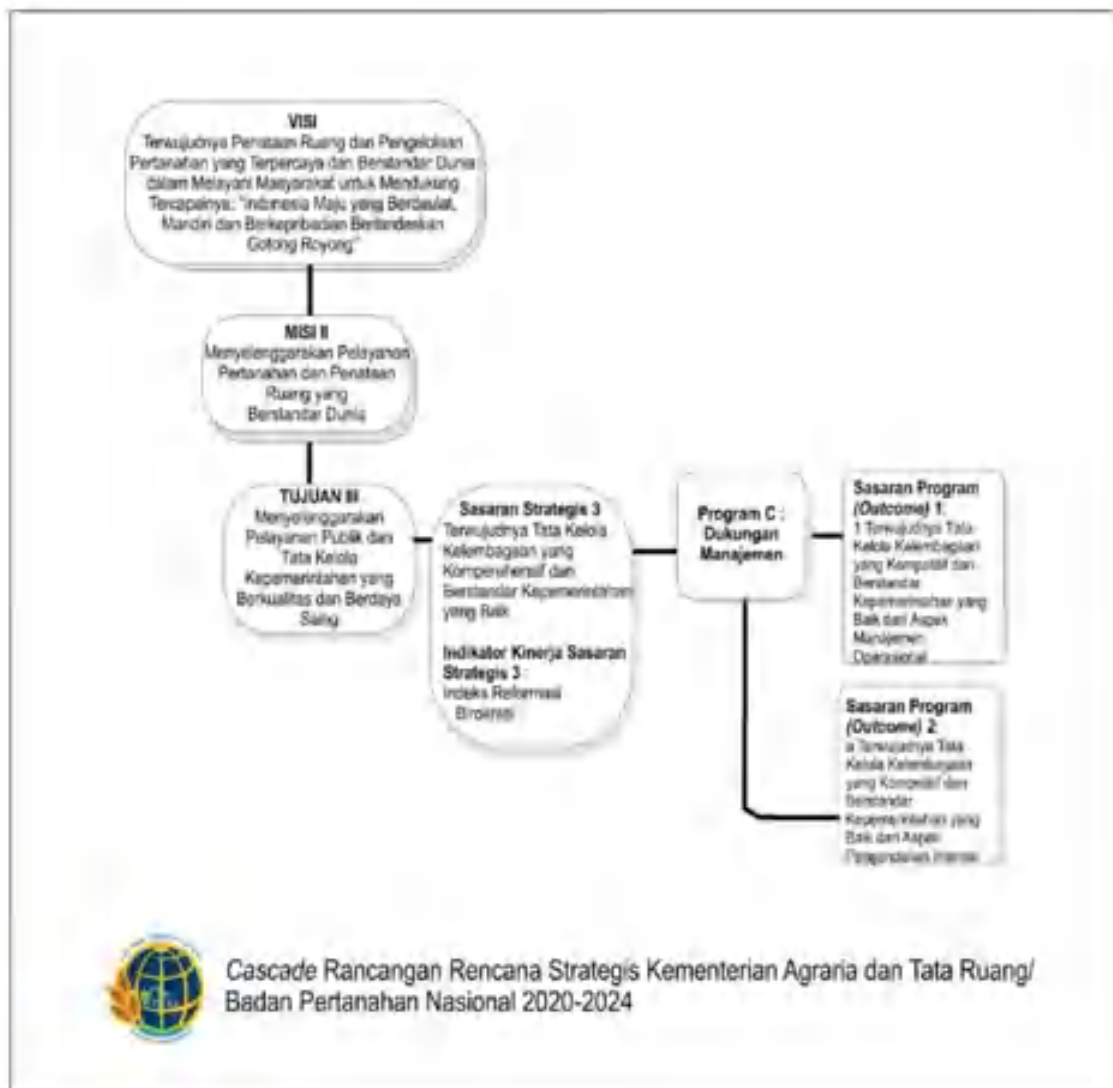 VISI
Terwujudnya Penataan Ruang dan Pengelolaan
Pertanahan yang Terpercaya dan Berstandar Dunia
dalam Melayani Masyarakat untuk Mendukung
Tercapainya: "Indonesia Maju yang Berdaulat,
Mandiri dan Berkepribadian Berlandaskan
Gotong Royong"
MISI II
Menyelenggarakan Pelayanan
Pertanahan dan Penataan
Ruang yang
Berstandar Dunia
TUJUAN III
Menyelenggarakan
Pelayanan Publik dan
Tata Kelola
Kepemerintahan yang
Berkualitas dan Berdaya
Saing
Sasaran Strategis 3
Terwujudnya Tata Kelola
Kelembagaan yang
Komperehensif dan
Berstandar Kepemerintahan
yang Baik
Indikator Kinerja Sasaran
Strategis 3 :
Indeks Reformasi
Birokrasi
Program C :
Dukungan
Manajemen
Sasaran Program
(Outcome) 1:
1 Terwujudnya Tata
Kelola Kelembagaan
yang Kompetitif dan
Berstandar
Kepemerintahan yang
Baik dari Aspek
Manajemen
Operasional
Sasaran Program
(Outcome) 2:
a Terwujudnya Tata
Kelola Kelembagaan
yang Kompetitif dan
Berstandar
Kepemerintahan yang
Baik dari Aspek
Pengendalian Internal
Cascade Rancangan Rencana Strategis Kementerian Agraria dan Tata Ruang/
Badan Pertanahan Nasional 2020-2024